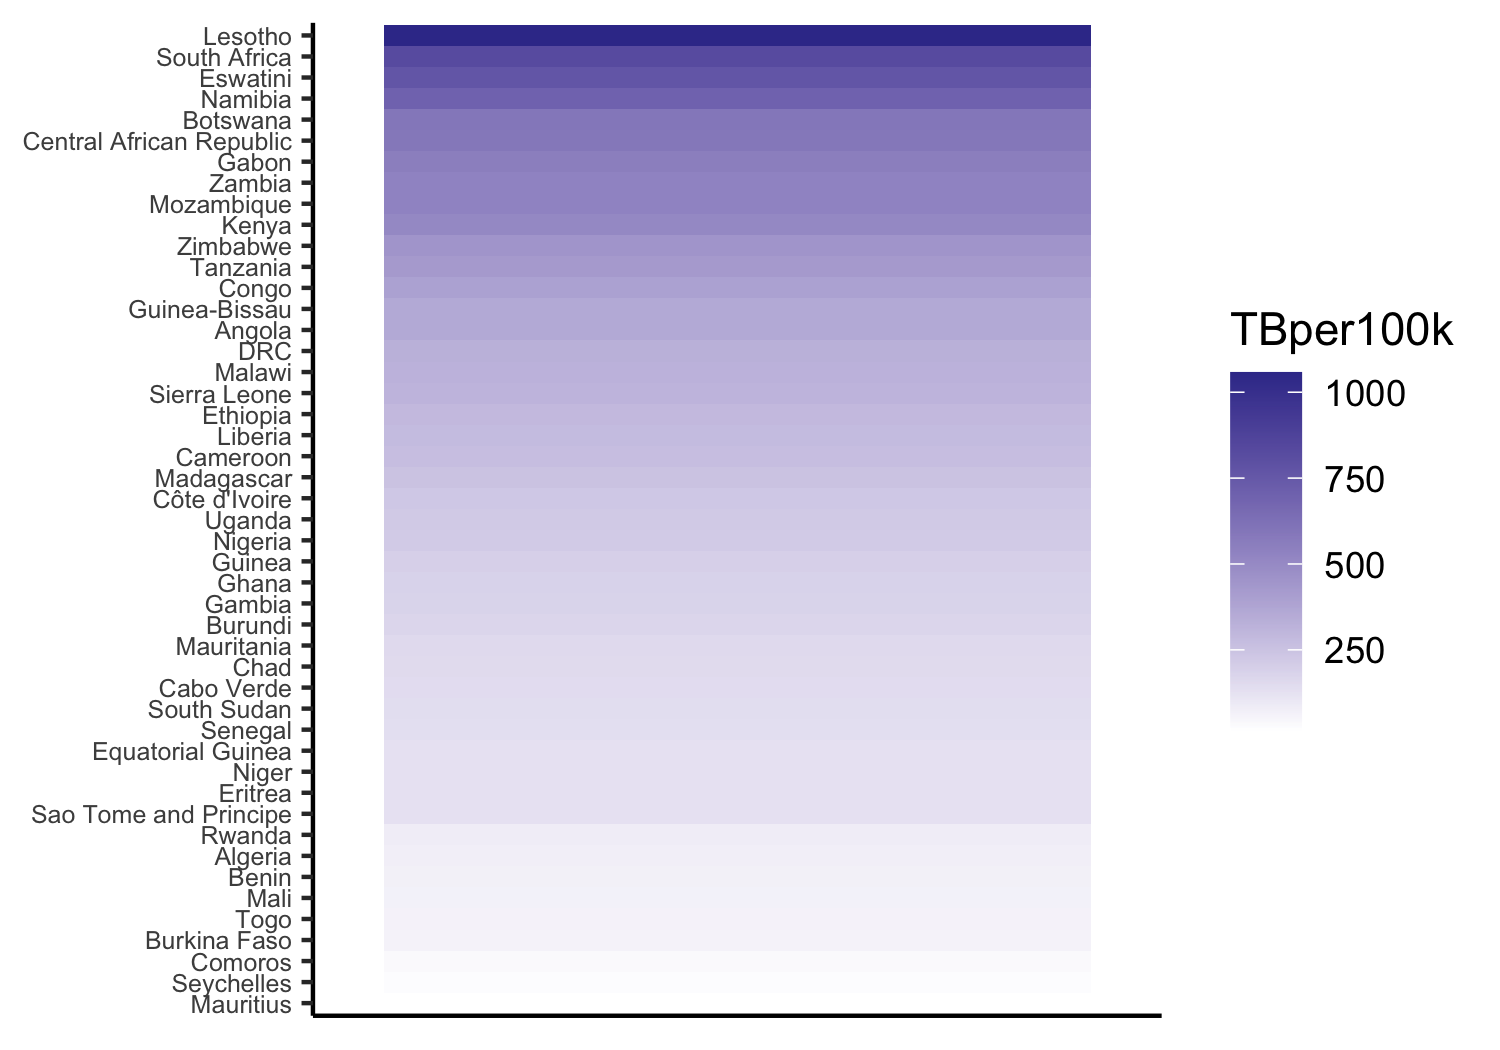 Lesotho
South Africa
Eswatini
Namibia
Botswana
Central African Republic
Gabon
Zambia
Mozambique
Kenya
Zimbabwe
Tanzania
Congo
Guinea-Bissau
Angola
DRC
Malawi
Sierra Leone
Ethiopia
Liberia
Cameroon
Madagascar
Côte d'Ivoire
Uganda
Nigeria
Guinea
Ghana
Gambia
Burundi
Mauritania
Chad
Cabo Verde
South Sudan
Senegal
Equatorial Guinea
Niger
Eritrea
Sao Tome and Principe
Rwanda
Algeria
Benin
Mali
Togo
Burkina Faso
Comoros
Seychelles
Mauritius
TBper100k
1000
750
500
250